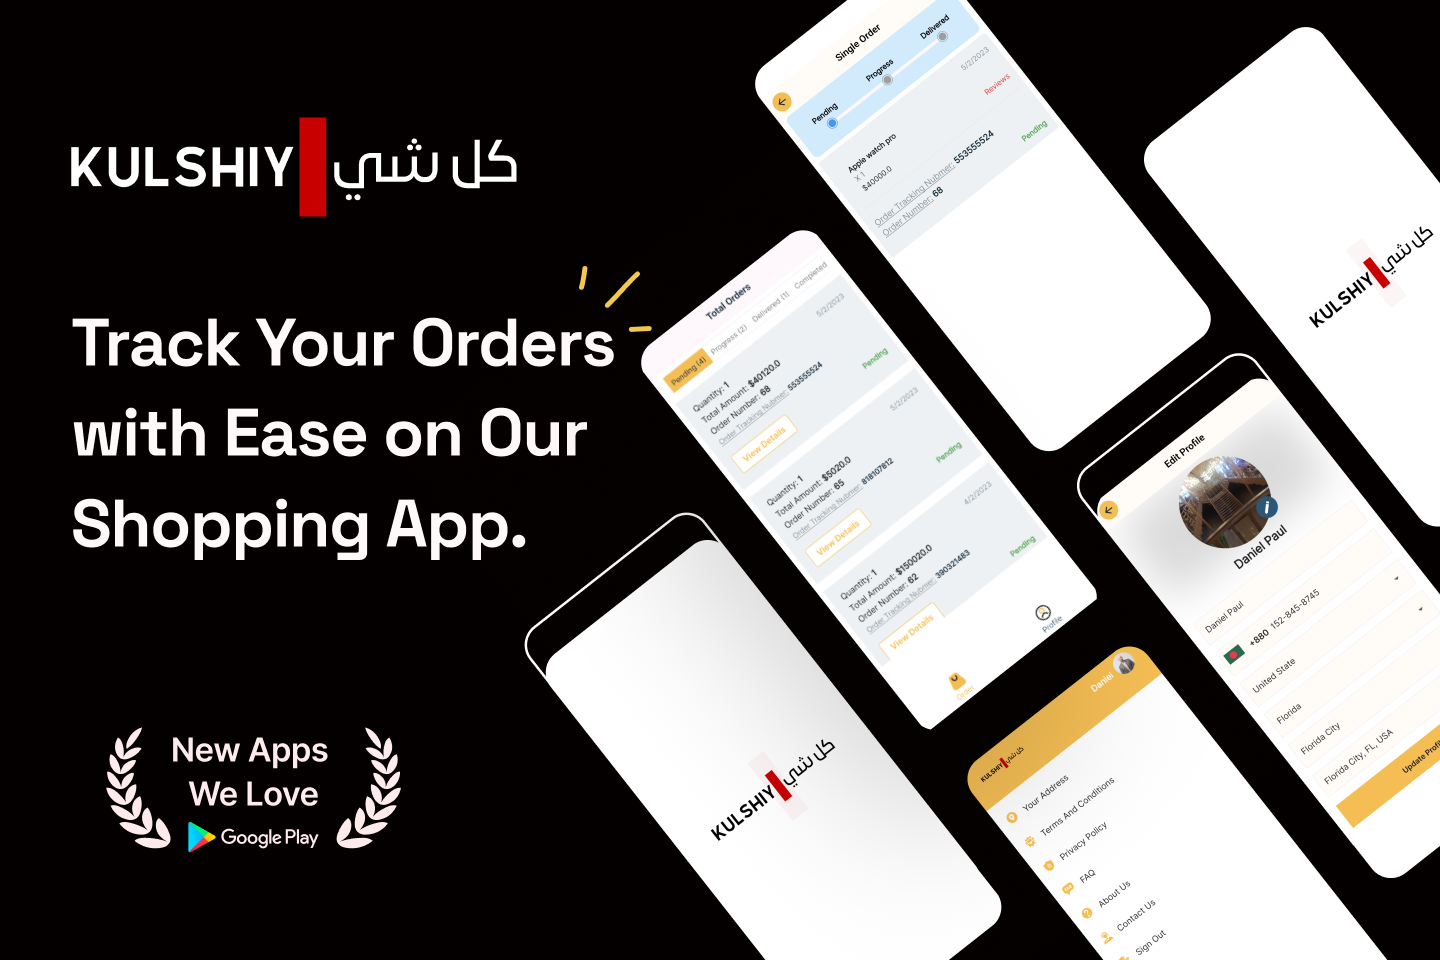 KULSHIY كل شي
Track Your Orders
with Ease on Our
Shopping App.
New Apps
We Love
Google Play
Single Order
Pending
Progress
Delivered
5/2/2023
Apple watch pro
Reviews
X 1
$40000.0
Order Tracking Nubmer: 553555524
Pending
Order Number: 68
Total Orders
Pending (4)
Progress (2)
Delivered (1)
Completed
Quantity: 1
5/2/2023
Total Amount: $40120.0
Order Number: 68
Order Tracking Nubmer: 553555524
Pending
View Details
Quantity: 1
5/2/2023
Total Amount: $5020.0
Order Number: 65
Order Tracking Nubmer: 818107812
Pending
View Details
Quantity: 1
4/2/2023
Total Amount: $150020.0
Order Number: 62
Order Tracking Nubmer: 390321483
Pending
View Details
Order
Profile
KULSHIY كل شي
KULSHIY كل شي
Edit Profile
i
Daniel Paul
Daniel Paul
+880 152-845-8745
United State
Florida
Florida City
Florida City, FL, USA
Update Profi
KULSHIY كل شي
Daniel
Your Address
Terms And Conditions
Privacy Policy
FAQ
About Us
Contact Us
Sign Out